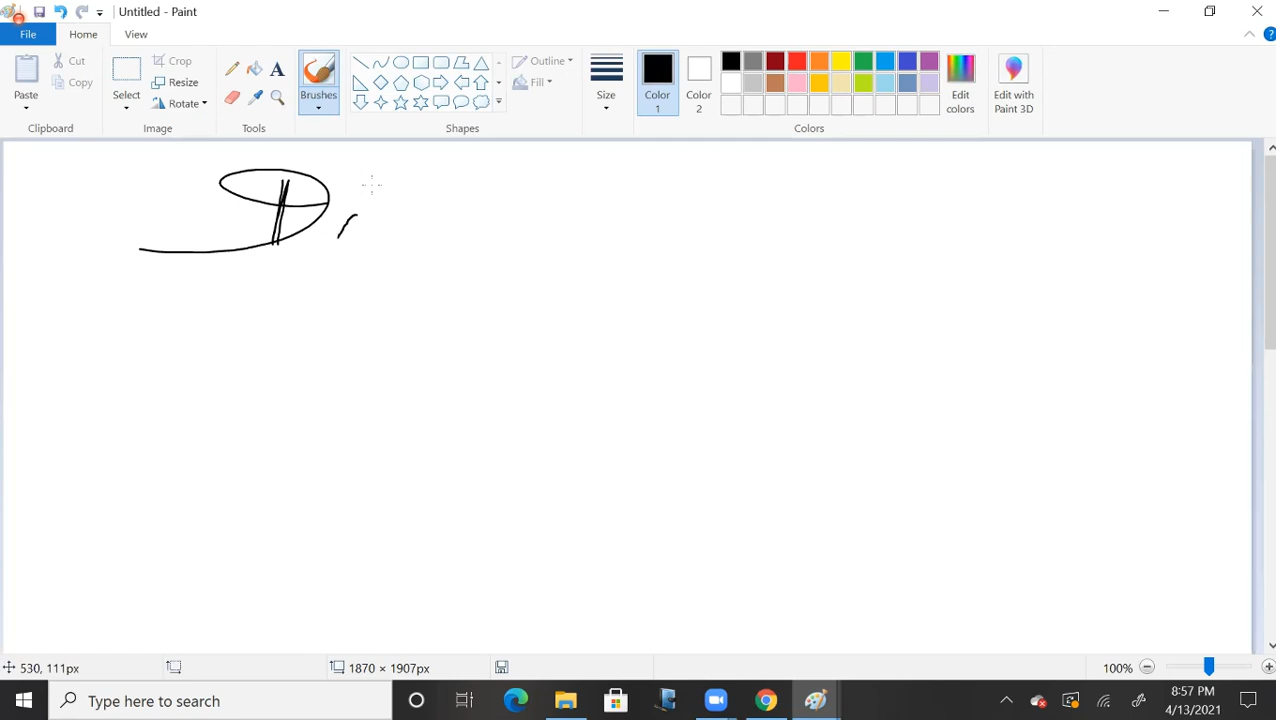 Untitled - Paint
File Home View
Paste
Cut
Copy
Clipboard
Select
Crop
Resize
Rotate
Image
A
Tools
Brushes
Outline
Fill
Shapes
Size
Color 1
Color 2
Edit colors
Edit with Paint 3D
Colors
530, 111px 1870 × 1907px 100%
Type here to search
8:57 PM
4/13/2021